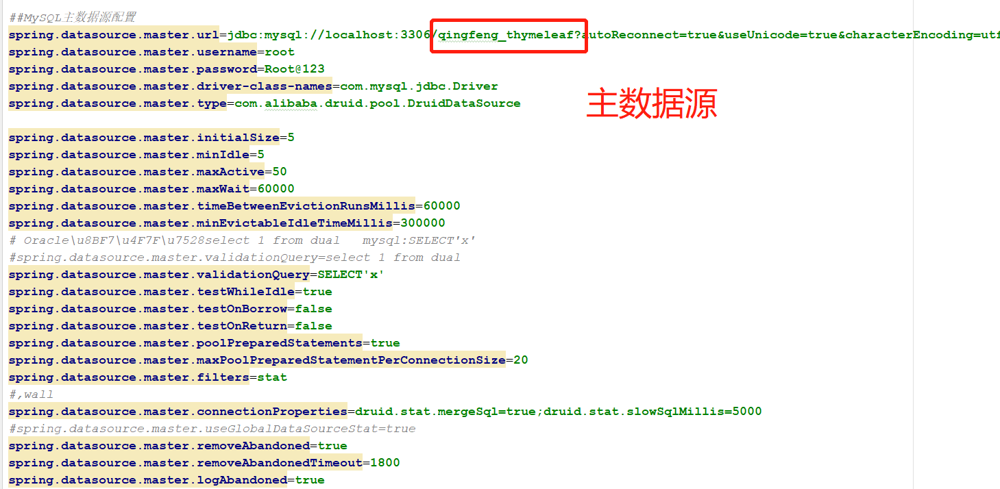 ##MySQL主数据源配置
spring.datasource.master.url=jdbc:mysql://localhost:3306/qingfeng_thymeleaf?autoReconnect=true&useUnicode=true&characterEncoding=utf
spring.datasource.master.username=root
spring.datasource.master.password=Root@123
spring.datasource.master.driver-class-names=com.mysql.jdbc.Driver
spring.datasource.master.type=com.alibaba.druid.pool.DruidDataSource
主数据源
spring.datasource.master.initialSize=5
spring.datasource.master.minIdle=5
spring.datasource.master.maxActive=50
spring.datasource.master.maxWait=60000
spring.datasource.master.timeBetweenEvictionRunsMillis=60000
spring.datasource.master.minEvictableIdleTimeMillis=300000
# Oracle\u8BF7\u4F7F\u7528select 1 from dual   mysql:SELECT'x'
#spring.datasource.master.validationQuery=select 1 from dual
spring.datasource.master.validationQuery=SELECT'x'
spring.datasource.master.testWhileIdle=true
spring.datasource.master.testOnBorrow=false
spring.datasource.master.testOnReturn=false
spring.datasource.master.poolPreparedStatements=true
spring.datasource.master.maxPoolPreparedStatementPerConnectionSize=20
spring.datasource.master.filters=stat
#,wall
spring.datasource.master.connectionProperties=druid.stat.mergeSql=true;druid.stat.slowSqlMillis=5000
#spring.datasource.master.useGlobalDataSourceStat=true
spring.datasource.master.removeAbandoned=true
spring.datasource.master.removeAbandonedTimeout=1800
spring.datasource.master.logAbandoned=true